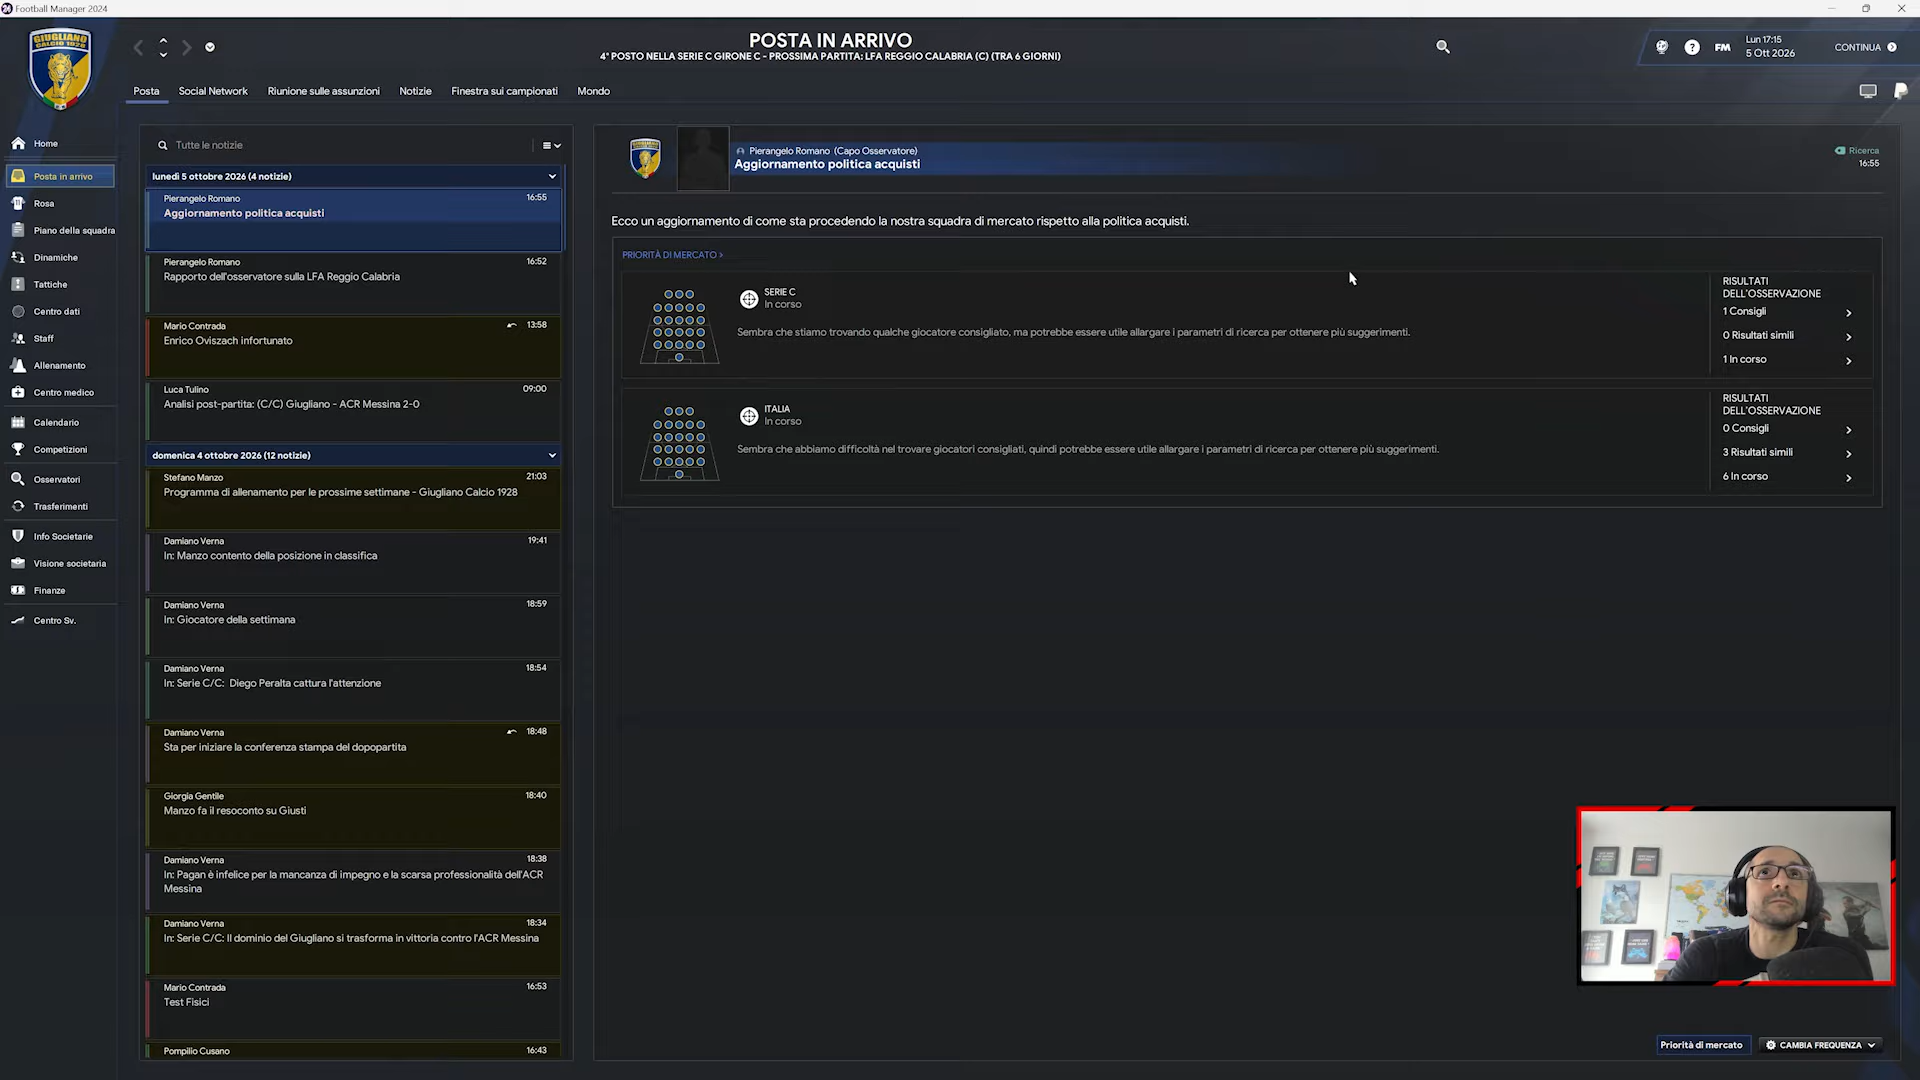 Football Manager 2024
GIUGLIANO
CALCIO 1928
POSTA IN ARRIVO
4° POSTO NELLA SERIE C GIRONE C - PROSSIMA PARTITA: LFA REGGIO CALABRIA (C) (TRA 6 GIORNI)
FM
Lun 17:15
5 Ott 2026
CONTINUA
Posta
Social Network
Riunione sulle assunzioni
Notizie
Finestra sui campionati
Mondo
Home
Posta in arrivo
Rosa
Piano della squadra
Dinamiche
Tattiche
Centro dati
Staff
Allenamento
Centro medico
Calendario
Competizioni
Osservatori
Trasferimenti
Info Societarie
Visione societaria
Finanze
Centro Sv.
Tutte le notizie
lunedì 5 ottobre 2026 (4 notizie)
Pierangelo Romano 16:55
Aggiornamento politica acquisti
Pierangelo Romano 16:52
Rapporto dell'osservatore sulla LFA Reggio Calabria
Mario Contrada 13:58
Enrico Oviszach infortunato
Luca Tulino 09:00
Analisi post-partita: (C/C) Giugliano - ACR Messina 2-0
domenica 4 ottobre 2026 (12 notizie)
Stefano Manzo 21:03
Programma di allenamento per le prossime settimane - Giugliano Calcio 1928
Damiano Verna 19:41
In: Manzo contento della posizione in classifica
Damiano Verna 18:59
In: Giocatore della settimana
Damiano Verna 18:54
In: Serie C/C: Diego Peralta cattura l'attenzione
Damiano Verna 18:48
Sta per iniziare la conferenza stampa del dopopartita
Giorgia Gentile 18:40
Manzo fa il resoconto su Giusti
Damiano Verna 18:38
In: Pagan è infelice per la mancanza di impegno e la scarsa professionalità dell'ACR
Messina
Damiano Verna 18:34
In: Serie C/C: Il dominio del Giugliano si trasforma in vittoria contro l'ACR Messina
Mario Contrada 16:53
Test Fisici
Pompilio Cusano 16:43
Pierangelo Romano (Capo Osservatore)
Aggiornamento politica acquisti
Ricerca
16:55
Ecco un aggiornamento di come sta procedendo la nostra squadra di mercato rispetto alla politica acquisti.
PRIORITÀ DI MERCATO >
SERIE C
In corso
Sembra che stiamo trovando qualche giocatore consigliato, ma potrebbe essere utile allargare i parametri di ricerca per ottenere più suggerimenti.
RISULTATI
DELL'OSSERVAZIONE
1 Consigli
0 Risultati simili
1 In corso
ITALIA
In corso
Sembra che abbiamo difficoltà nel trovare giocatori consigliati, quindi potrebbe essere utile allargare i parametri di ricerca per ottenere più suggerimenti.
RISULTATI
DELL'OSSERVAZIONE
0 Consigli
3 Risultati simili
6 In corso
Priorità di mercato
CAMBIA FREQUENZA